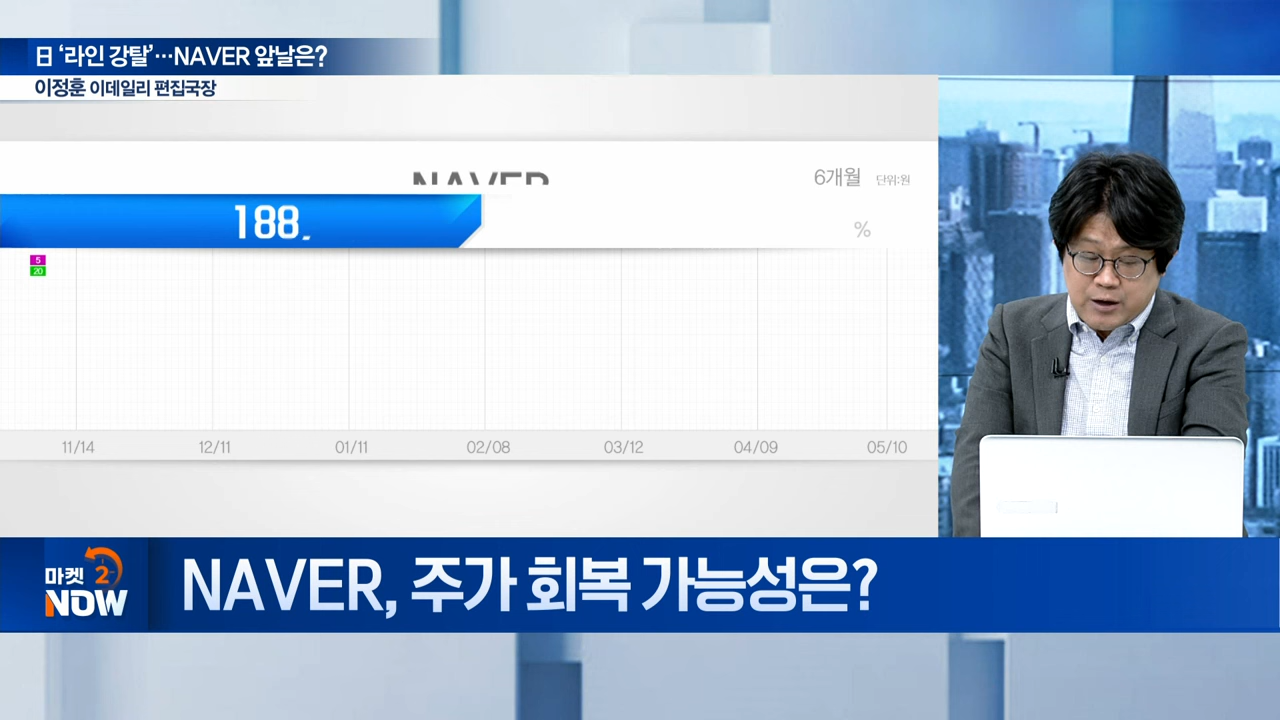 日 '라인 강탈'…NAVER 앞날은?
이정훈 이데일리 편집국장
NAVER
6개월 단위:원
188
%
5
20
11/14 12/11 01/11 02/08 03/12 04/09 05/10
마켓 2
NOW
NAVER, 주가 회복 가능성은?